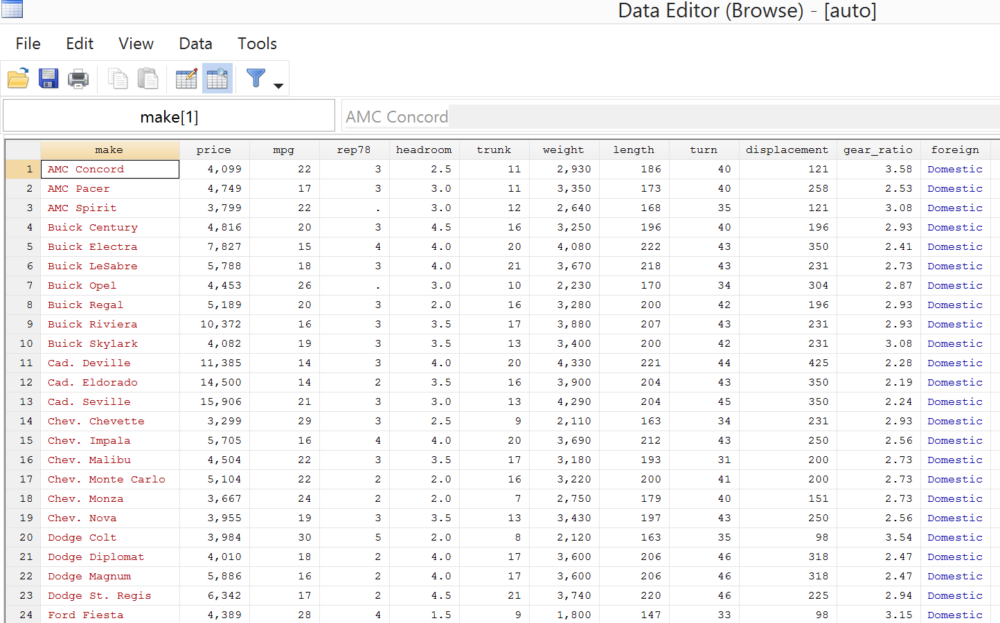 Data Editor (Browse) - [auto]
File Edit View Data Tools
make[1] AMC Concord
make price mpg rep78 headroom trunk weight length turn displacement gear_ratio foreign
1 AMC Concord 4,099 22 3 2.5 11 2,930 186 40 121 3.58 Domestic
2 AMC Pacer 4,749 17 3 3.0 11 3,350 173 40 258 2.53 Domestic
3 AMC Spirit 3,799 22 . 3.0 12 2,640 168 35 121 3.08 Domestic
4 Buick Century 4,816 20 3 4.5 16 3,250 196 40 196 2.93 Domestic
5 Buick Electra 7,827 15 4 4.0 20 4,080 222 43 350 2.41 Domestic
6 Buick LeSabre 5,788 18 3 4.0 21 3,670 218 43 231 2.73 Domestic
7 Buick Opel 4,453 26 . 3.0 10 2,230 170 34 304 2.87 Domestic
8 Buick Regal 5,189 20 3 2.0 16 3,280 200 42 196 2.93 Domestic
9 Buick Riviera 10,372 16 3 3.5 17 3,880 207 43 231 2.93 Domestic
10 Buick Skylark 4,082 19 3 3.5 13 3,400 200 42 231 3.08 Domestic
11 Cad. Deville 11,385 14 3 4.0 20 4,330 221 44 425 2.28 Domestic
12 Cad. Eldorado 14,500 14 2 3.5 16 3,900 204 43 350 2.19 Domestic
13 Cad. Seville 15,906 21 3 3.0 13 4,290 204 45 350 2.24 Domestic
14 Chev. Chevette 3,299 29 3 2.5 9 2,110 163 34 231 2.93 Domestic
15 Chev. Impala 5,705 16 4 4.0 20 3,690 212 43 250 2.56 Domestic
16 Chev. Malibu 4,504 22 3 3.5 17 3,180 193 31 200 2.73 Domestic
17 Chev. Monte Carlo 5,104 22 2 2.0 16 3,220 200 41 200 2.73 Domestic
18 Chev. Monza 3,667 24 2 2.0 7 2,750 179 40 151 2.73 Domestic
19 Chev. Nova 3,955 19 3 3.5 13 3,430 197 43 250 2.56 Domestic
20 Dodge Colt 3,984 30 5 2.0 8 2,120 163 35 98 3.54 Domestic
21 Dodge Diplomat 4,010 18 2 4.0 17 3,600 206 46 318 2.47 Domestic
22 Dodge Magnum 5,886 16 2 4.0 17 3,600 206 46 318 2.47 Domestic
23 Dodge St. Regis 6,342 17 2 4.5 21 3,740 220 46 225 2.94 Domestic
24 Ford Fiesta 4,389 28 4 1.5 9 1,800 147 33 98 3.15 Domestic